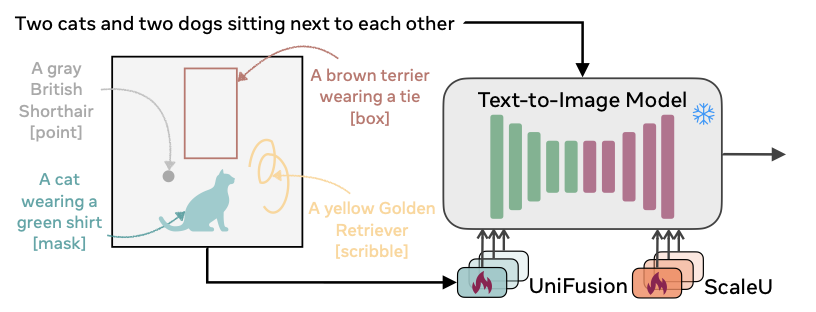 Two cats and two dogs sitting next to each other
A gray
British
Shorthair
[point]
A brown terrier
wearing a tie
[box]
A cat
wearing a
green shirt
[mask]
A yellow Golden
Retriever
[scribble]
Text-to-Image Model
UniFusion
ScaleU